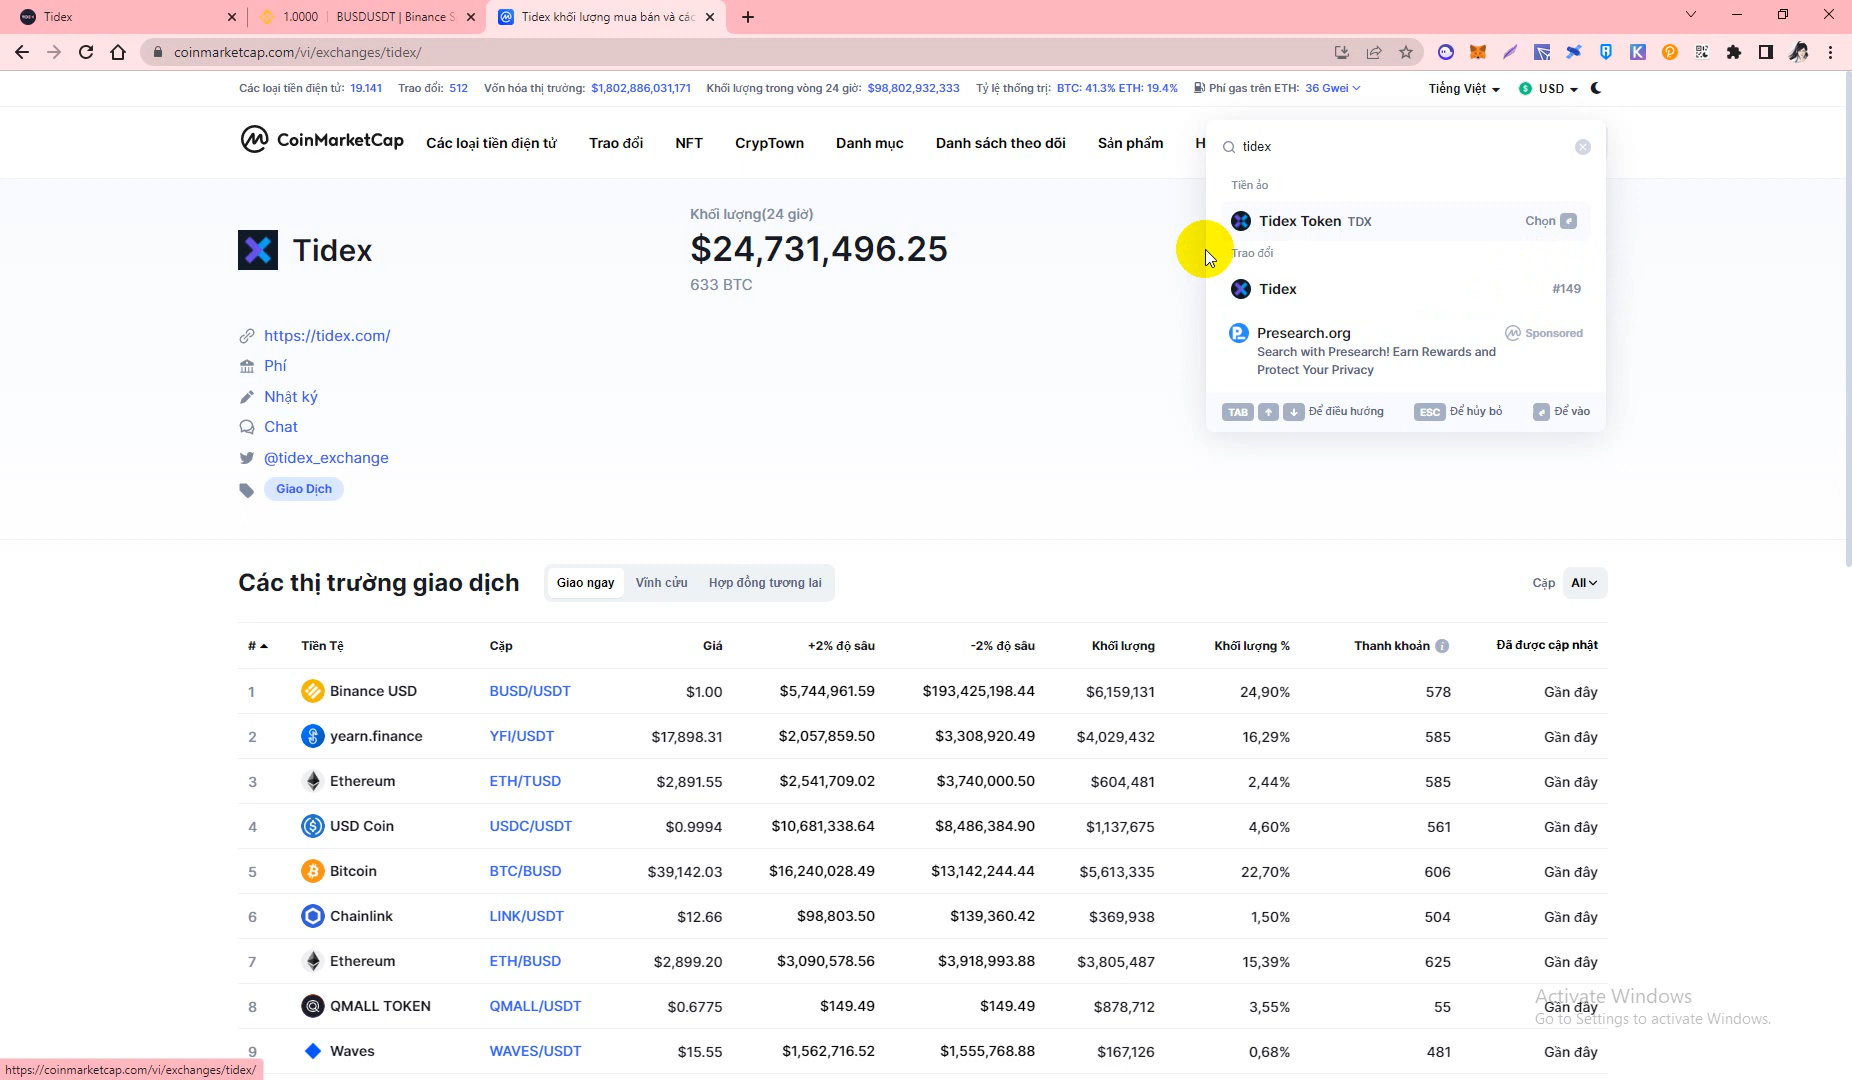 Tidex
1.0000 | BUSDUSDT | Binance S
Tidex khối lượng mua bán và các
coinmarketcap.com/vi/exchanges/tidex/
Các loại tiền điện tử: 19.141 Trao đổi: 512 Vốn hóa thị trường: $1,802,886,031,171 Khối lượng trong vòng 24 giờ: $98,802,932,333 Tỷ lệ thống trị: BTC: 41.3% ETH: 19.4% Phí gas trên ETH: 36 Gwei Tiếng Việt USD
CoinMarketCap Các loại tiền điện tử Trao đổi NFT CrypTown Danh mục Danh sách theo dõi Sản phẩm H
tidex
Tiền ảo
Tidex Token TDX Chọn
Trao đổi
Tidex #149
Presearch.org Sponsored
Search with Presearch! Earn Rewards and
Protect Your Privacy
TAB ↑ ↓ Để điều hướng ESC Để hủy bỏ Để vào
Tidex
Khối lượng(24 giờ)
$24,731,496.25
633 BTC
https://tidex.com/
Phí
Nhật ký
Chat
@tidex_exchange
Giao Dịch
Các thị trường giao dịch Giao ngay Vĩnh cửu Hợp đồng tương lai Cặp All
# Tiền Tệ Cặp Giá +2% độ sâu -2% độ sâu Khối lượng Khối lượng % Thanh khoản Đã được cập nhật
1 Binance USD BUSD/USDT $1.00 $5,744,961.59 $193,425,198.44 $6,159,131 24,90% 578 Gần đây
2 yearn.finance YFI/USDT $17,898.31 $2,057,859.50 $3,308,920.49 $4,029,432 16,29% 585 Gần đây
3 Ethereum ETH/TUSD $2,891.55 $2,541,709.02 $3,740,000.50 $604,481 2,44% 585 Gần đây
4 USD Coin USDC/USDT $0.9994 $10,681,338.64 $8,486,384.90 $1,137,675 4,60% 561 Gần đây
5 Bitcoin BTC/BUSD $39,142.03 $16,240,028.49 $13,142,244.44 $5,613,335 22,70% 606 Gần đây
6 Chainlink LINK/USDT $12.66 $98,803.50 $139,360.42 $369,938 1,50% 504 Gần đây
7 Ethereum ETH/BUSD $2,899.20 $3,090,578.56 $3,918,993.88 $3,805,487 15,39% 625 Gần đây
8 QMALL TOKEN QMALL/USDT $0.6775 $149.49 $149.49 $878,712 3,55% 55 Gần đây
9 Waves WAVES/USDT $15.55 $1,562,716.52 $1,555,768.88 $167,126 0,68% 481 Gần đây
Activate Windows
Go to Settings to activate Windows.
https://coinmarketcap.com/vi/exchanges/tidex/